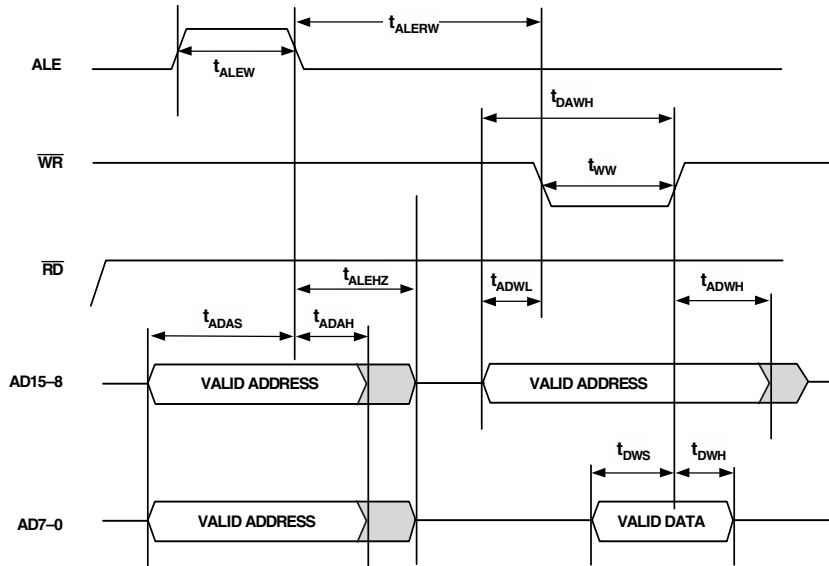 t_ALERW
ALE
t_ALEW
t_DAWH
WR
t_WW
RD
t_ALEHZ
t_ADWL
t_ADWH
t_ADAS
t_ADAH
AD15–8
VALID ADDRESS
VALID ADDRESS
t_DWS
t_DWH
AD7–0
VALID ADDRESS
VALID DATA